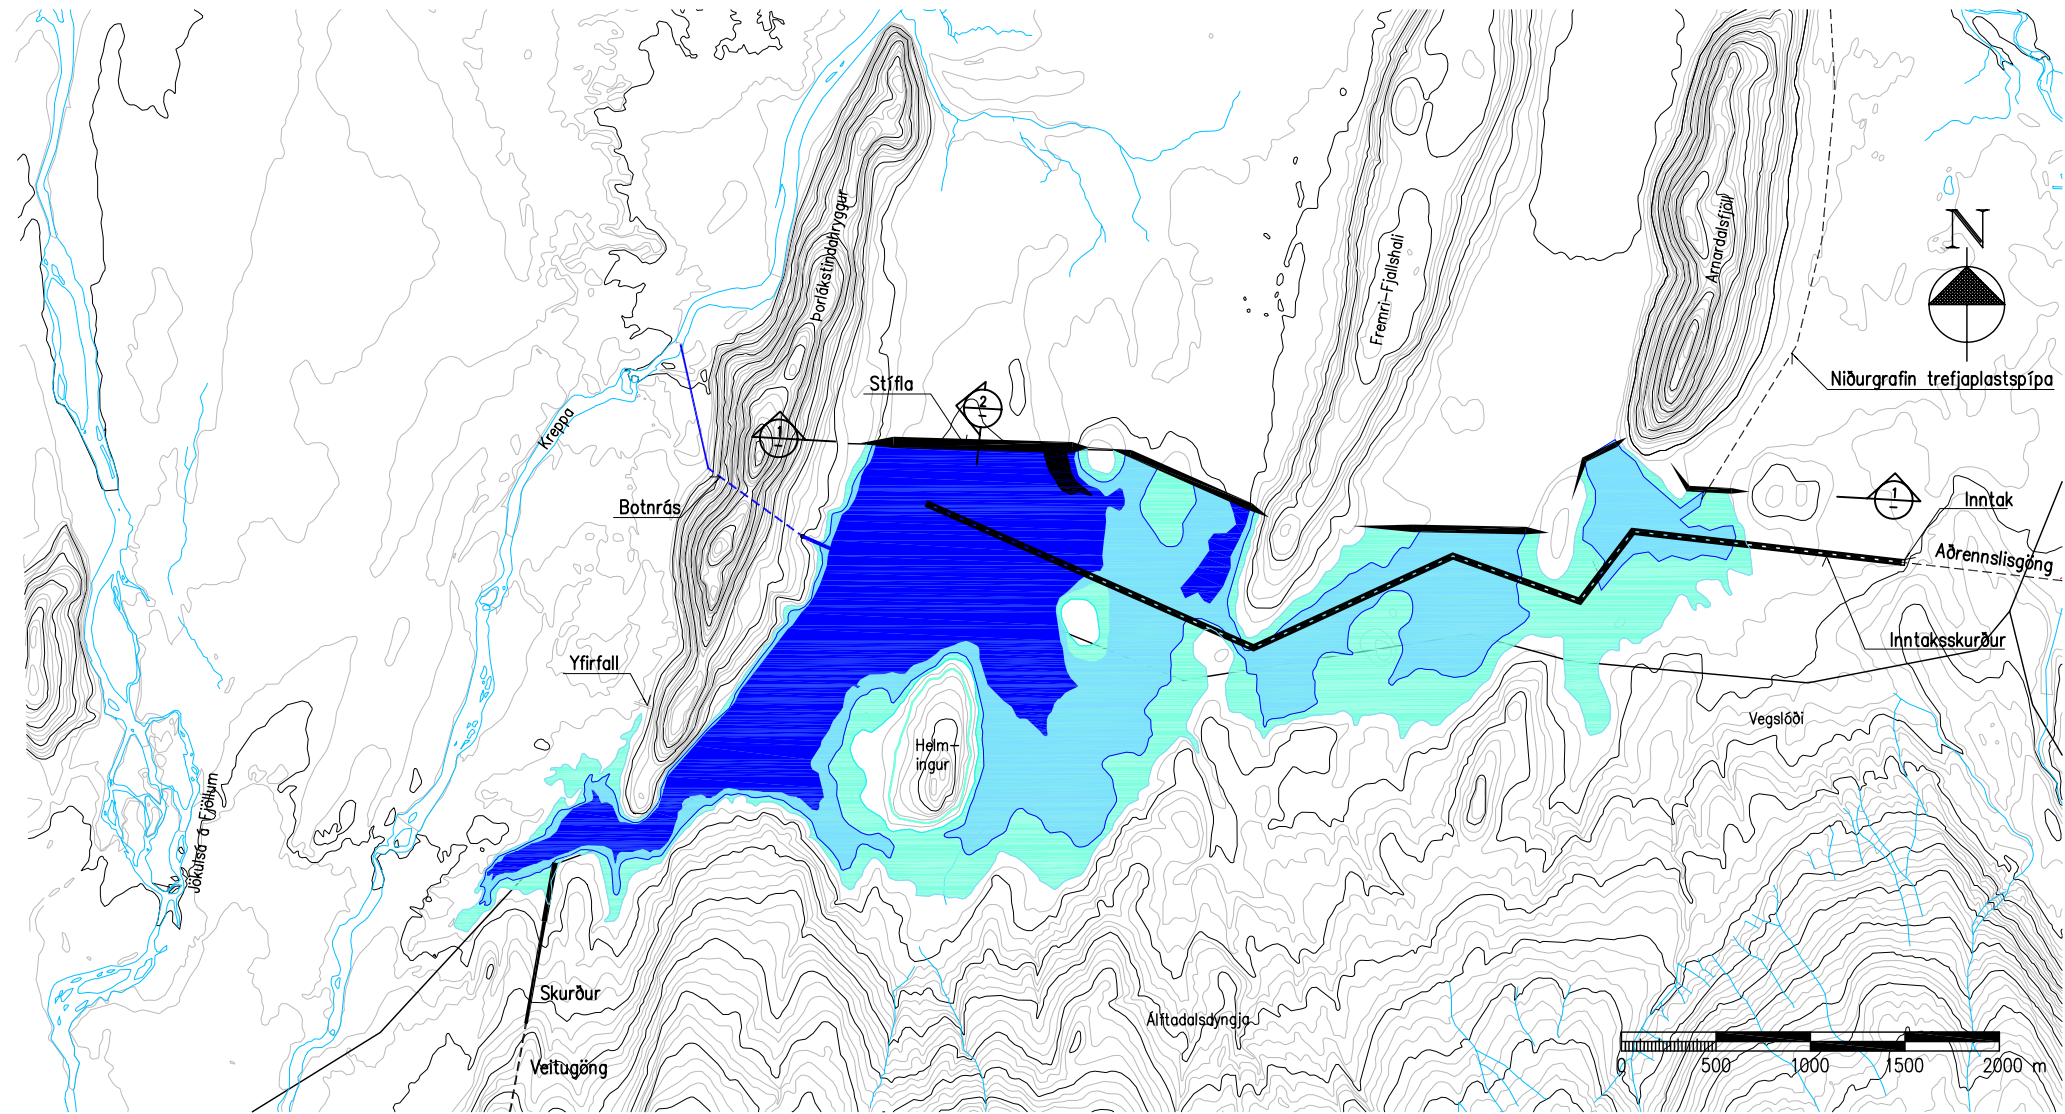 N
Þorlákstindahryggur
Fremri-Fjallshali
Arnardalsfjöll
Niðurgrafin trefjaplastspípa
Stífla
2
-
1
-
Kreppa
Botnrás
1
-
Inntak
Aðrennslisgöng
Inntaksskurður
Yfirfall
Vegslóði
Helm-
ingur
Jökulsá á Fjöllum
Skurður
Álftadalsdyngja
Veitugöng
0 500 1000 1500 2000 m